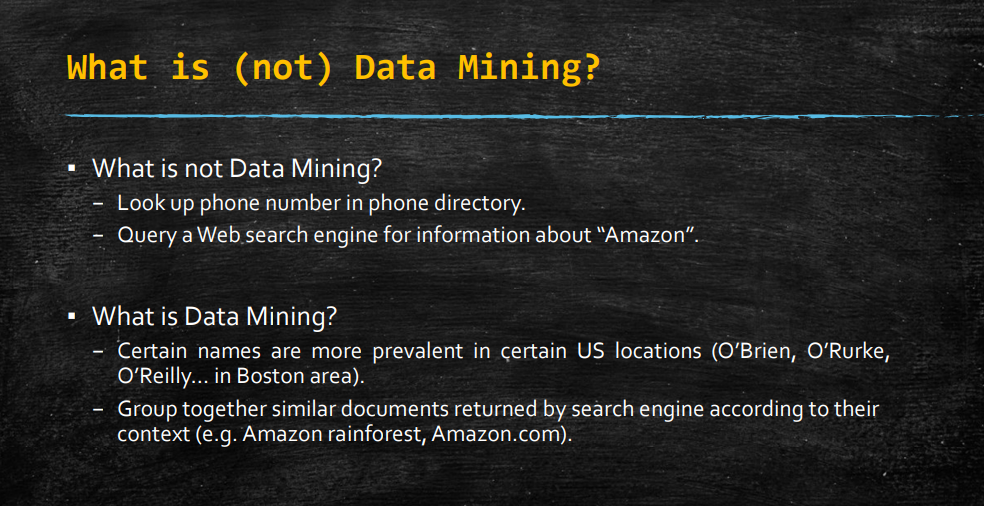 What is (not) Data Mining?
▪ What is not Data Mining?
– Look up phone number in phone directory.
– Query a Web search engine for information about “Amazon”.
▪ What is Data Mining?
– Certain names are more prevalent in certain US locations (O’Brien, O’Rurke,
O’Reilly... in Boston area).
– Group together similar documents returned by search engine according to their
context (e.g. Amazon rainforest, Amazon.com).